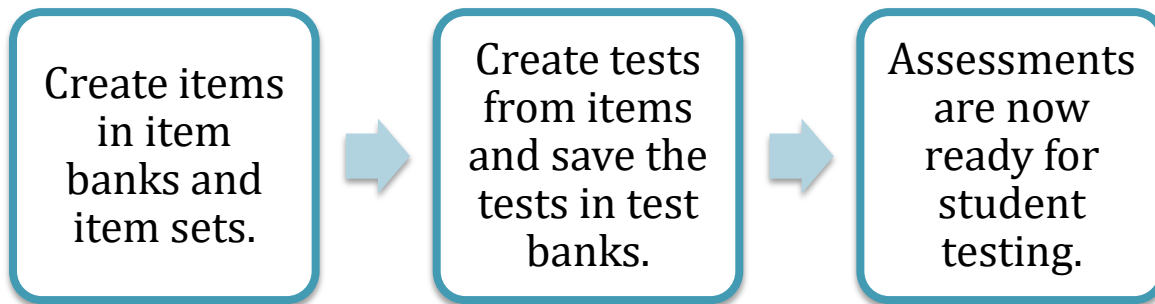 Create items
in item
banks and
item sets.
Create tests
from items
and save the
tests in test
banks.
Assessments
are now
ready for
student
testing.